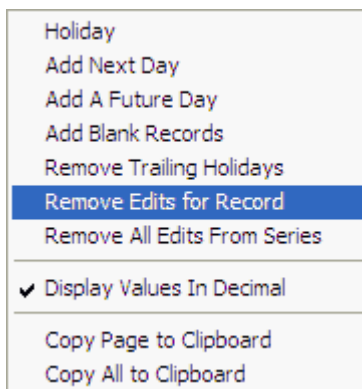 Holiday
Add Next Day
Add A Future Day
Add Blank Records
Remove Trailing Holidays
Remove Edits for Record
Remove All Edits From Series
Display Values In Decimal
Copy Page to Clipboard
Copy All to Clipboard